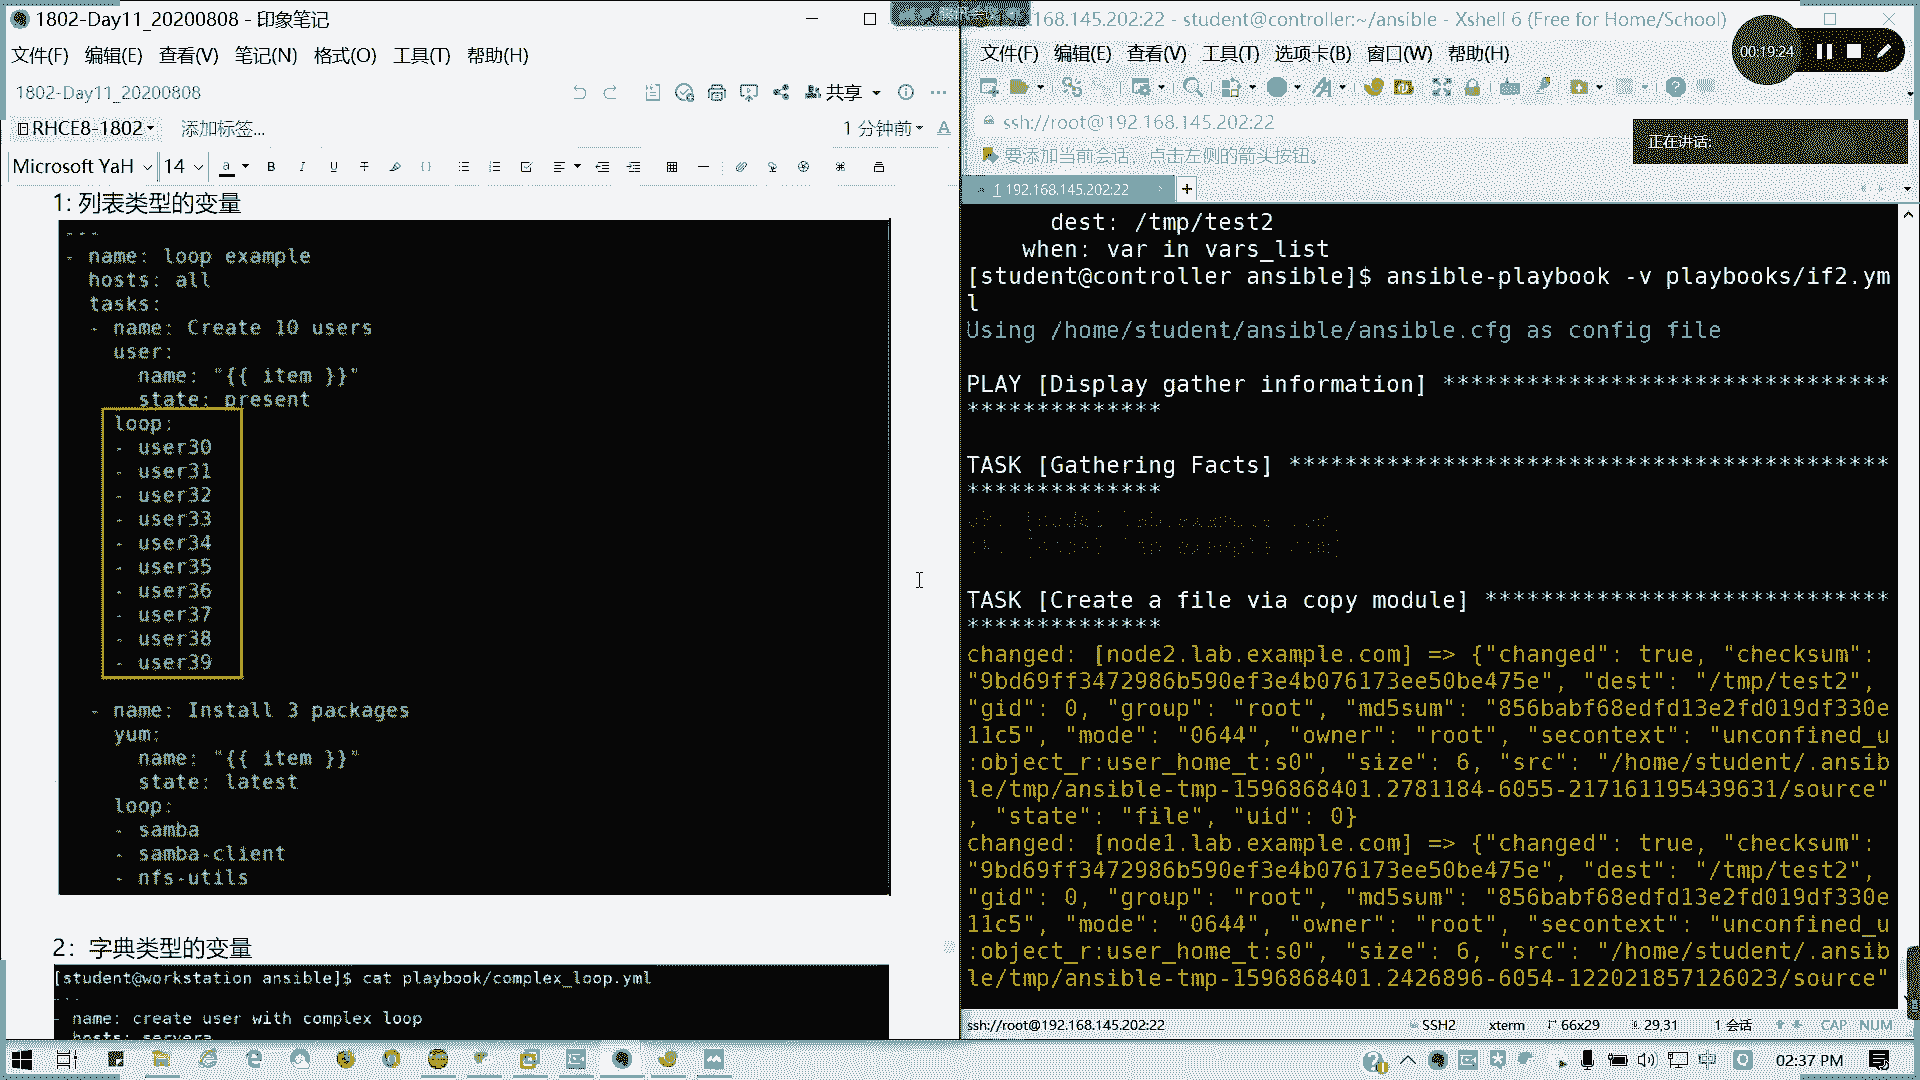 1802-Day11_20200808 - 印象笔记
文件(F) 编辑(E) 查看(V) 笔记(N) 格式(O) 工具(T) 帮助(H)
1802-Day11_20200808
共享
RHCE8-1802 添加标签...
1 分钟前
Microsoft YaH 14
1: 列表类型的变量
---
- name: loop example
hosts: all
tasks:
- name: Create 10 users
user:
name: "{{ item }}"
state: present
loop:
- user30
- user31
- user32
- user33
- user34
- user35
- user36
- user37
- user38
- user39
- name: Install 3 packages
yum:
name: "{{ item }}"
state: latest
loop:
- samba
- samba-client
- nfs-utils
2：字典类型的变量
[student@workstation ansible]$ cat playbook/complex_loop.yml
---
- name: create user with complex loop
hosts: servera
168.145.202:22 - student@controller:~/ansible - Xshell 6 (Free for Home/School)
文件(F) 编辑(E) 查看(V) 工具(T) 选项卡(B) 窗口(W) 帮助(H)
00:19:24
ssh://root@192.168.145.202:22
正在讲话:
要添加当前会话，点击左侧的箭头按钮。
1 192.168.145.202:22
dest: /tmp/test2
when: var in vars_list
[student@controller ansible]$ ansible-playbook -v playbooks/if2.ym
l
Using /home/student/ansible/ansible.cfg as config file
PLAY [Display gather information] ********************************
**************
TASK [Gathering Facts] *******************************************
**************
TASK [Create a file via copy module] *****************************
**************
changed: [node2.lab.example.com] => {"changed": true, "checksum":
"9bd69ff3472986b590ef3e4b076173ee50be475e", "dest": "/tmp/test2",
"gid": 0, "group": "root", "md5sum": "856babf68edfd13e2fd019df330e
11c5", "mode": "0644", "owner": "root", "secontext": "unconfined_u
:object_r:user_home_t:s0", "size": 6, "src": "/home/student/.ansib
le/tmp/ansible-tmp-1596868401.2781184-6055-217161195439631/source"
, "state": "file", "uid": 0}
changed: [node1.lab.example.com] => {"changed": true, "checksum":
"9bd69ff3472986b590ef3e4b076173ee50be475e", "dest": "/tmp/test2",
"gid": 0, "group": "root", "md5sum": "856babf68edfd13e2fd019df330e
11c5", "mode": "0644", "owner": "root", "secontext": "unconfined_u
:object_r:user_home_t:s0", "size": 6, "src": "/home/student/.ansib
le/tmp/ansible-tmp-1596868401.2426896-6054-122021857126023/source"
ssh://root@192.168.145.202:22 SSH2 xterm 66x29 29,31 1 会话 CAP NUM
02:37 PM